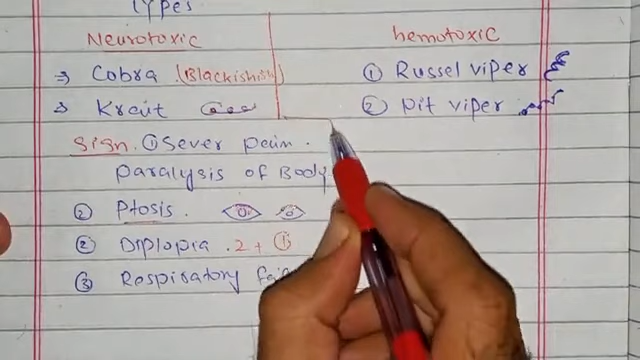 Types
Neurotoxic hemotoxic
⇒ Cobra (Blackishion) ① Russel viper
⇒ Krait ② pit viper
Sign. ① Sever pain.
Paralysis of Body
② Ptosis.
② Diplopia. 2 + ①
③ Respiratory